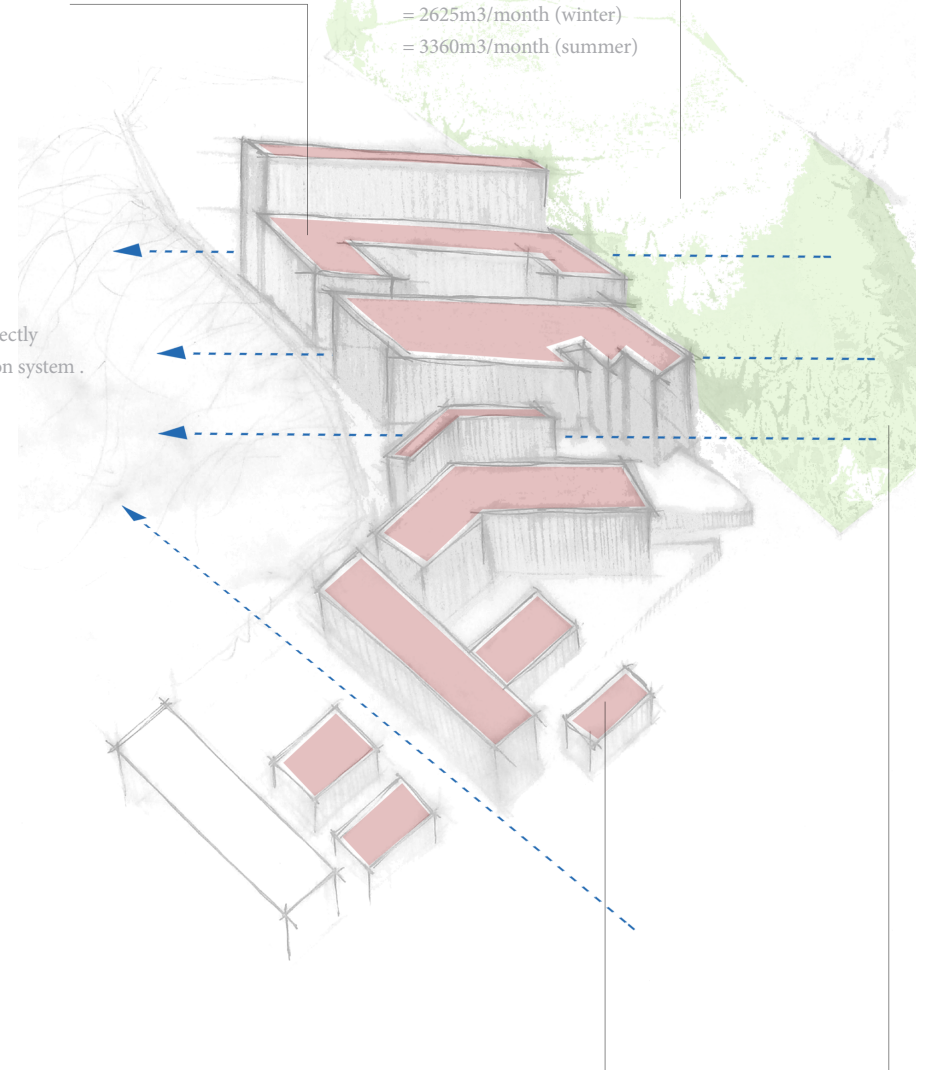 = 2625m3/month (winter)
= 3360m3/month (summer)
ectly
on system .